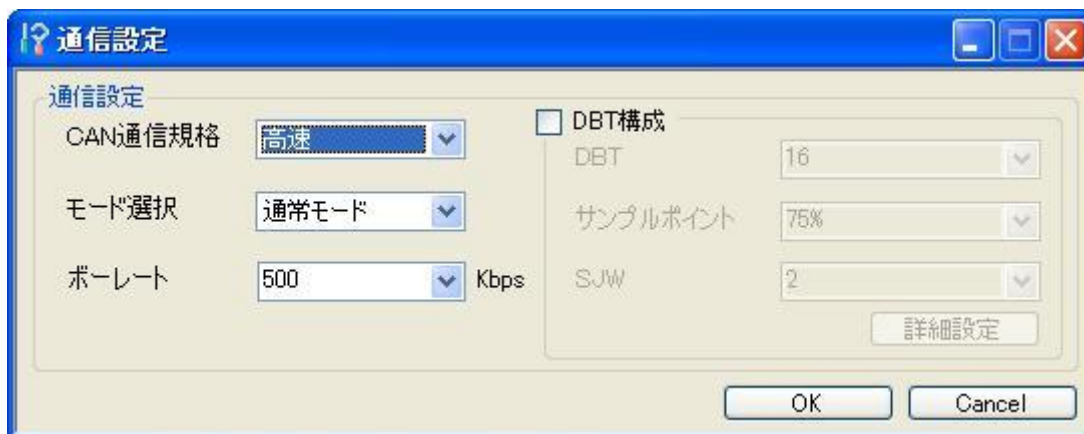 通信設定
通信設定
CAN通信規格 高速
モード選択 通常モード
ボーレート 500 Kbps
DBT構成
DBT 16
サンプルポイント 75%
SJW 2
詳細設定
OK Cancel